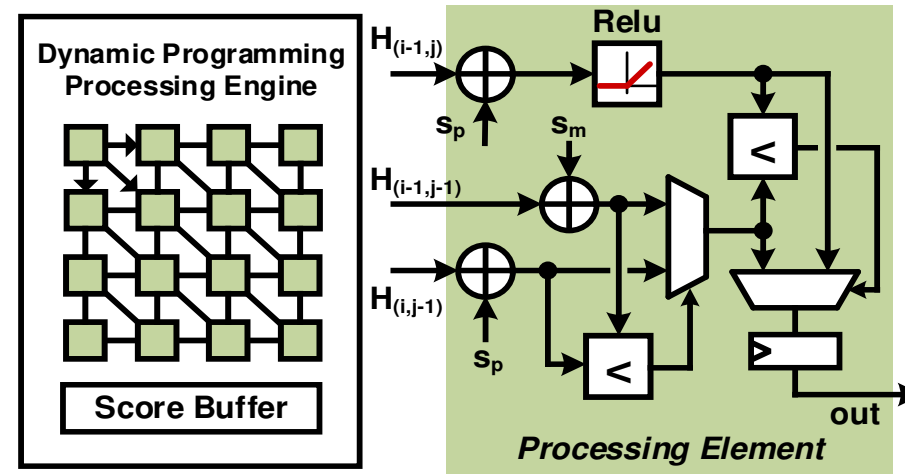 Dynamic Programming
Processing Engine
Score Buffer
H(i-1,j)
sp
Relu
<
sm
H(i-1,j-1)
H(i,j-1)
sp
<
>
out
Processing Element